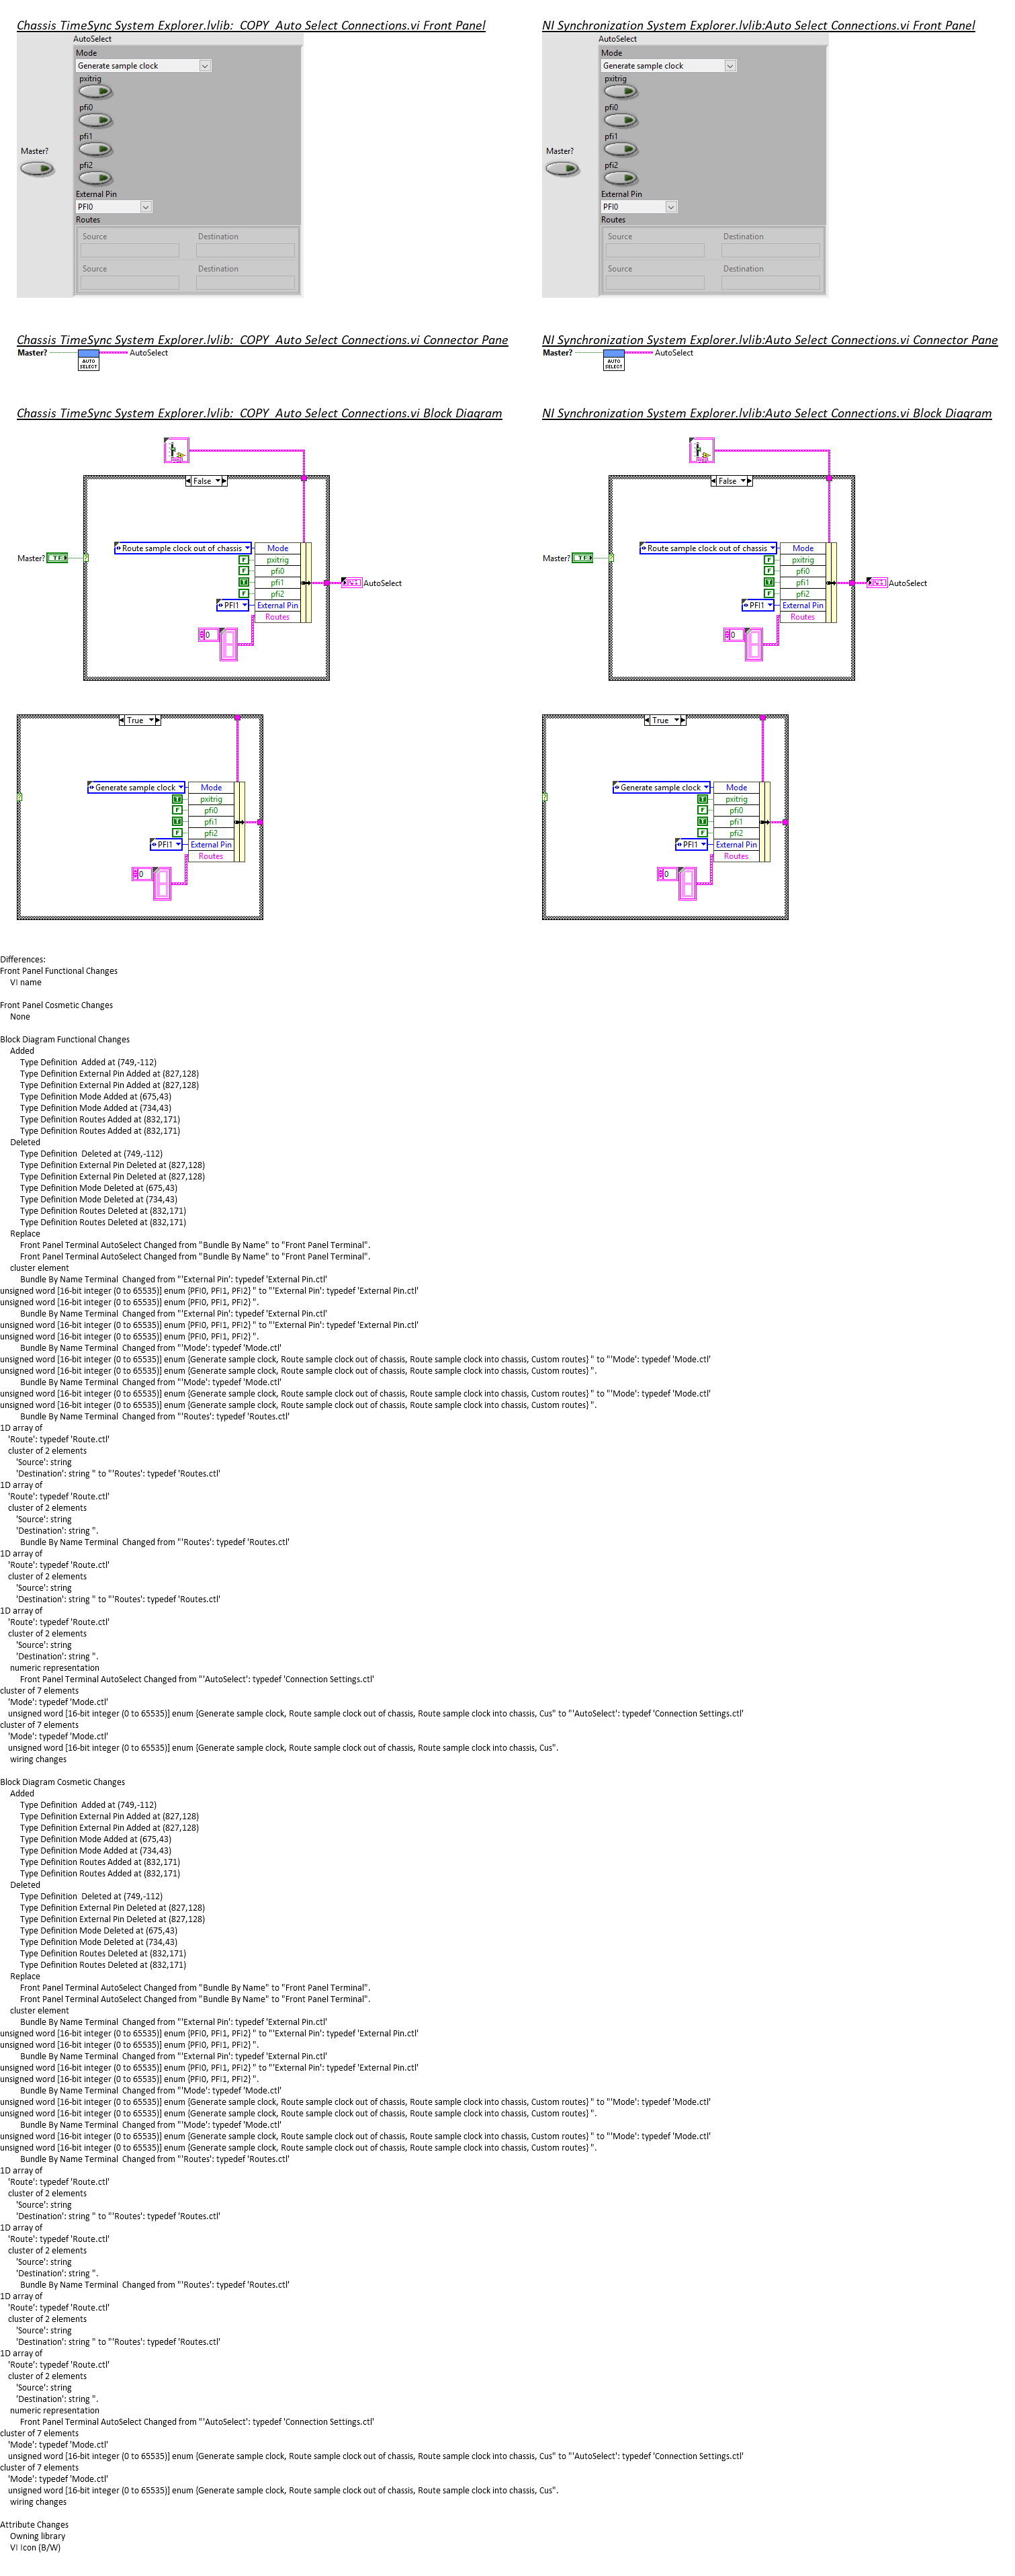 Chassis TimeSync System Explorer.lvlib:_COPY_Auto Select Connections.vi Front Panel
AutoSelect
Mode
Generate sample clock
pxitrig
pfi0
pfi1
Master?
pfi2
External Pin
PFI0
Routes
Source Destination
Source Destination
NI Synchronization System Explorer.lvlib:Auto Select Connections.vi Front Panel
AutoSelect
Mode
Generate sample clock
pxitrig
pfi0
pfi1
Master?
pfi2
External Pin
PFI0
Routes
Source Destination
Source Destination
Chassis TimeSync System Explorer.lvlib:_COPY_Auto Select Connections.vi Connector Pane
Master? AutoSelect
AUTO
SELECT
NI Synchronization System Explorer.lvlib:Auto Select Connections.vi Connector Pane
Master? AutoSelect
AUTO
SELECT
Chassis TimeSync System Explorer.lvlib:_COPY_Auto Select Connections.vi Block Diagram
False
Route sample clock out of chassis Mode
Master? TF F pxitrig
F pfi0
T pfi1 AutoSelect
F pfi2
PFI1 External Pin
Routes
0
True
Generate sample clock Mode
T pxitrig
F pfi0
T pfi1
F pfi2
PFI1 External Pin
Routes
0
NI Synchronization System Explorer.lvlib:Auto Select Connections.vi Block Diagram
False
Route sample clock out of chassis Mode
Master? TF F pxitrig
F pfi0
T pfi1 AutoSelect
F pfi2
PFI1 External Pin
Routes
0
True
Generate sample clock Mode
T pxitrig
F pfi0
T pfi1
F pfi2
PFI1 External Pin
Routes
0
Differences:
Front Panel Functional Changes
VI name
Front Panel Cosmetic Changes
None
Block Diagram Functional Changes
Added
Type Definition  Added at (749,-112)
Type Definition External Pin Added at (827,128)
Type Definition External Pin Added at (827,128)
Type Definition Mode Added at (675,43)
Type Definition Mode Added at (734,43)
Type Definition Routes Added at (832,171)
Type Definition Routes Added at (832,171)
Deleted
Type Definition  Deleted at (749,-112)
Type Definition External Pin Deleted at (827,128)
Type Definition External Pin Deleted at (827,128)
Type Definition Mode Deleted at (675,43)
Type Definition Mode Deleted at (734,43)
Type Definition Routes Deleted at (832,171)
Type Definition Routes Deleted at (832,171)
Replace
Front Panel Terminal AutoSelect Changed from "Bundle By Name" to "Front Panel Terminal".
Front Panel Terminal AutoSelect Changed from "Bundle By Name" to "Front Panel Terminal".
cluster element
Bundle By Name Terminal  Changed from "'External Pin': typedef 'External Pin.ctl'
unsigned word [16-bit integer (0 to 65535)] enum {PFI0, PFI1, PFI2} " to "'External Pin': typedef 'External Pin.ctl'
unsigned word [16-bit integer (0 to 65535)] enum {PFI0, PFI1, PFI2} ".
Bundle By Name Terminal  Changed from "'External Pin': typedef 'External Pin.ctl'
unsigned word [16-bit integer (0 to 65535)] enum {PFI0, PFI1, PFI2} " to "'External Pin': typedef 'External Pin.ctl'
unsigned word [16-bit integer (0 to 65535)] enum {PFI0, PFI1, PFI2} ".
Bundle By Name Terminal  Changed from "'Mode': typedef 'Mode.ctl'
unsigned word [16-bit integer (0 to 65535)] enum {Generate sample clock, Route sample clock out of chassis, Route sample clock into chassis, Custom routes} " to "'Mode': typedef 'Mode.ctl'
unsigned word [16-bit integer (0 to 65535)] enum {Generate sample clock, Route sample clock out of chassis, Route sample clock into chassis, Custom routes} ".
Bundle By Name Terminal  Changed from "'Mode': typedef 'Mode.ctl'
unsigned word [16-bit integer (0 to 65535)] enum {Generate sample clock, Route sample clock out of chassis, Route sample clock into chassis, Custom routes} " to "'Mode': typedef 'Mode.ctl'
unsigned word [16-bit integer (0 to 65535)] enum {Generate sample clock, Route sample clock out of chassis, Route sample clock into chassis, Custom routes} ".
Bundle By Name Terminal  Changed from "'Routes': typedef 'Routes.ctl'
1D array of
'Route': typedef 'Route.ctl'
cluster of 2 elements
'Source': string
'Destination': string " to "'Routes': typedef 'Routes.ctl'
1D array of
'Route': typedef 'Route.ctl'
cluster of 2 elements
'Source': string
'Destination': string ".
Bundle By Name Terminal  Changed from "'Routes': typedef 'Routes.ctl'
1D array of
'Route': typedef 'Route.ctl'
cluster of 2 elements
'Source': string
'Destination': string " to "'Routes': typedef 'Routes.ctl'
1D array of
'Route': typedef 'Route.ctl'
cluster of 2 elements
'Source': string
'Destination': string ".
numeric representation
Front Panel Terminal AutoSelect Changed from "'AutoSelect': typedef 'Connection Settings.ctl'
cluster of 7 elements
'Mode': typedef 'Mode.ctl'
unsigned word [16-bit integer (0 to 65535)] enum {Generate sample clock, Route sample clock out of chassis, Route sample clock into chassis, Cus" to "'AutoSelect': typedef 'Connection Settings.ctl'
cluster of 7 elements
'Mode': typedef 'Mode.ctl'
unsigned word [16-bit integer (0 to 65535)] enum {Generate sample clock, Route sample clock out of chassis, Route sample clock into chassis, Cus".
wiring changes
Block Diagram Cosmetic Changes
Added
Type Definition  Added at (749,-112)
Type Definition External Pin Added at (827,128)
Type Definition External Pin Added at (827,128)
Type Definition Mode Added at (675,43)
Type Definition Mode Added at (734,43)
Type Definition Routes Added at (832,171)
Type Definition Routes Added at (832,171)
Deleted
Type Definition  Deleted at (749,-112)
Type Definition External Pin Deleted at (827,128)
Type Definition External Pin Deleted at (827,128)
Type Definition Mode Deleted at (675,43)
Type Definition Mode Deleted at (734,43)
Type Definition Routes Deleted at (832,171)
Type Definition Routes Deleted at (832,171)
Replace
Front Panel Terminal AutoSelect Changed from "Bundle By Name" to "Front Panel Terminal".
Front Panel Terminal AutoSelect Changed from "Bundle By Name" to "Front Panel Terminal".
cluster element
Bundle By Name Terminal  Changed from "'External Pin': typedef 'External Pin.ctl'
unsigned word [16-bit integer (0 to 65535)] enum {PFI0, PFI1, PFI2} " to "'External Pin': typedef 'External Pin.ctl'
unsigned word [16-bit integer (0 to 65535)] enum {PFI0, PFI1, PFI2} ".
Bundle By Name Terminal  Changed from "'External Pin': typedef 'External Pin.ctl'
unsigned word [16-bit integer (0 to 65535)] enum {PFI0, PFI1, PFI2} " to "'External Pin': typedef 'External Pin.ctl'
unsigned word [16-bit integer (0 to 65535)] enum {PFI0, PFI1, PFI2} ".
Bundle By Name Terminal  Changed from "'Mode': typedef 'Mode.ctl'
unsigned word [16-bit integer (0 to 65535)] enum {Generate sample clock, Route sample clock out of chassis, Route sample clock into chassis, Custom routes} " to "'Mode': typedef 'Mode.ctl'
unsigned word [16-bit integer (0 to 65535)] enum {Generate sample clock, Route sample clock out of chassis, Route sample clock into chassis, Custom routes} ".
Bundle By Name Terminal  Changed from "'Mode': typedef 'Mode.ctl'
unsigned word [16-bit integer (0 to 65535)] enum {Generate sample clock, Route sample clock out of chassis, Route sample clock into chassis, Custom routes} " to "'Mode': typedef 'Mode.ctl'
unsigned word [16-bit integer (0 to 65535)] enum {Generate sample clock, Route sample clock out of chassis, Route sample clock into chassis, Custom routes} ".
Bundle By Name Terminal  Changed from "'Routes': typedef 'Routes.ctl'
1D array of
'Route': typedef 'Route.ctl'
cluster of 2 elements
'Source': string
'Destination': string " to "'Routes': typedef 'Routes.ctl'
1D array of
'Route': typedef 'Route.ctl'
cluster of 2 elements
'Source': string
'Destination': string ".
Bundle By Name Terminal  Changed from "'Routes': typedef 'Routes.ctl'
1D array of
'Route': typedef 'Route.ctl'
cluster of 2 elements
'Source': string
'Destination': string " to "'Routes': typedef 'Routes.ctl'
1D array of
'Route': typedef 'Route.ctl'
cluster of 2 elements
'Source': string
'Destination': string ".
numeric representation
Front Panel Terminal AutoSelect Changed from "'AutoSelect': typedef 'Connection Settings.ctl'
cluster of 7 elements
'Mode': typedef 'Mode.ctl'
unsigned word [16-bit integer (0 to 65535)] enum {Generate sample clock, Route sample clock out of chassis, Route sample clock into chassis, Cus" to "'AutoSelect': typedef 'Connection Settings.ctl'
cluster of 7 elements
'Mode': typedef 'Mode.ctl'
unsigned word [16-bit integer (0 to 65535)] enum {Generate sample clock, Route sample clock out of chassis, Route sample clock into chassis, Cus".
wiring changes
Attribute Changes
Owning library
VI Icon (B/W)